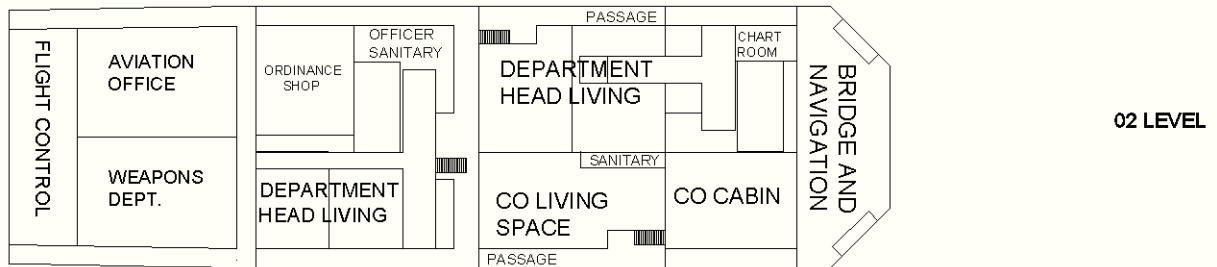 FLIGHT CONTROL
AVIATION
OFFICE
WEAPONS
DEPT.
ORDINANCE
SHOP
OFFICER
SANITARY
DEPARTMENT
HEAD LIVING
PASSAGE
DEPARTMENT
HEAD LIVING
SANITARY
CO LIVING
SPACE
PASSAGE
CHART
ROOM
CO CABIN
BRIDGE AND
NAVIGATION
02 LEVEL